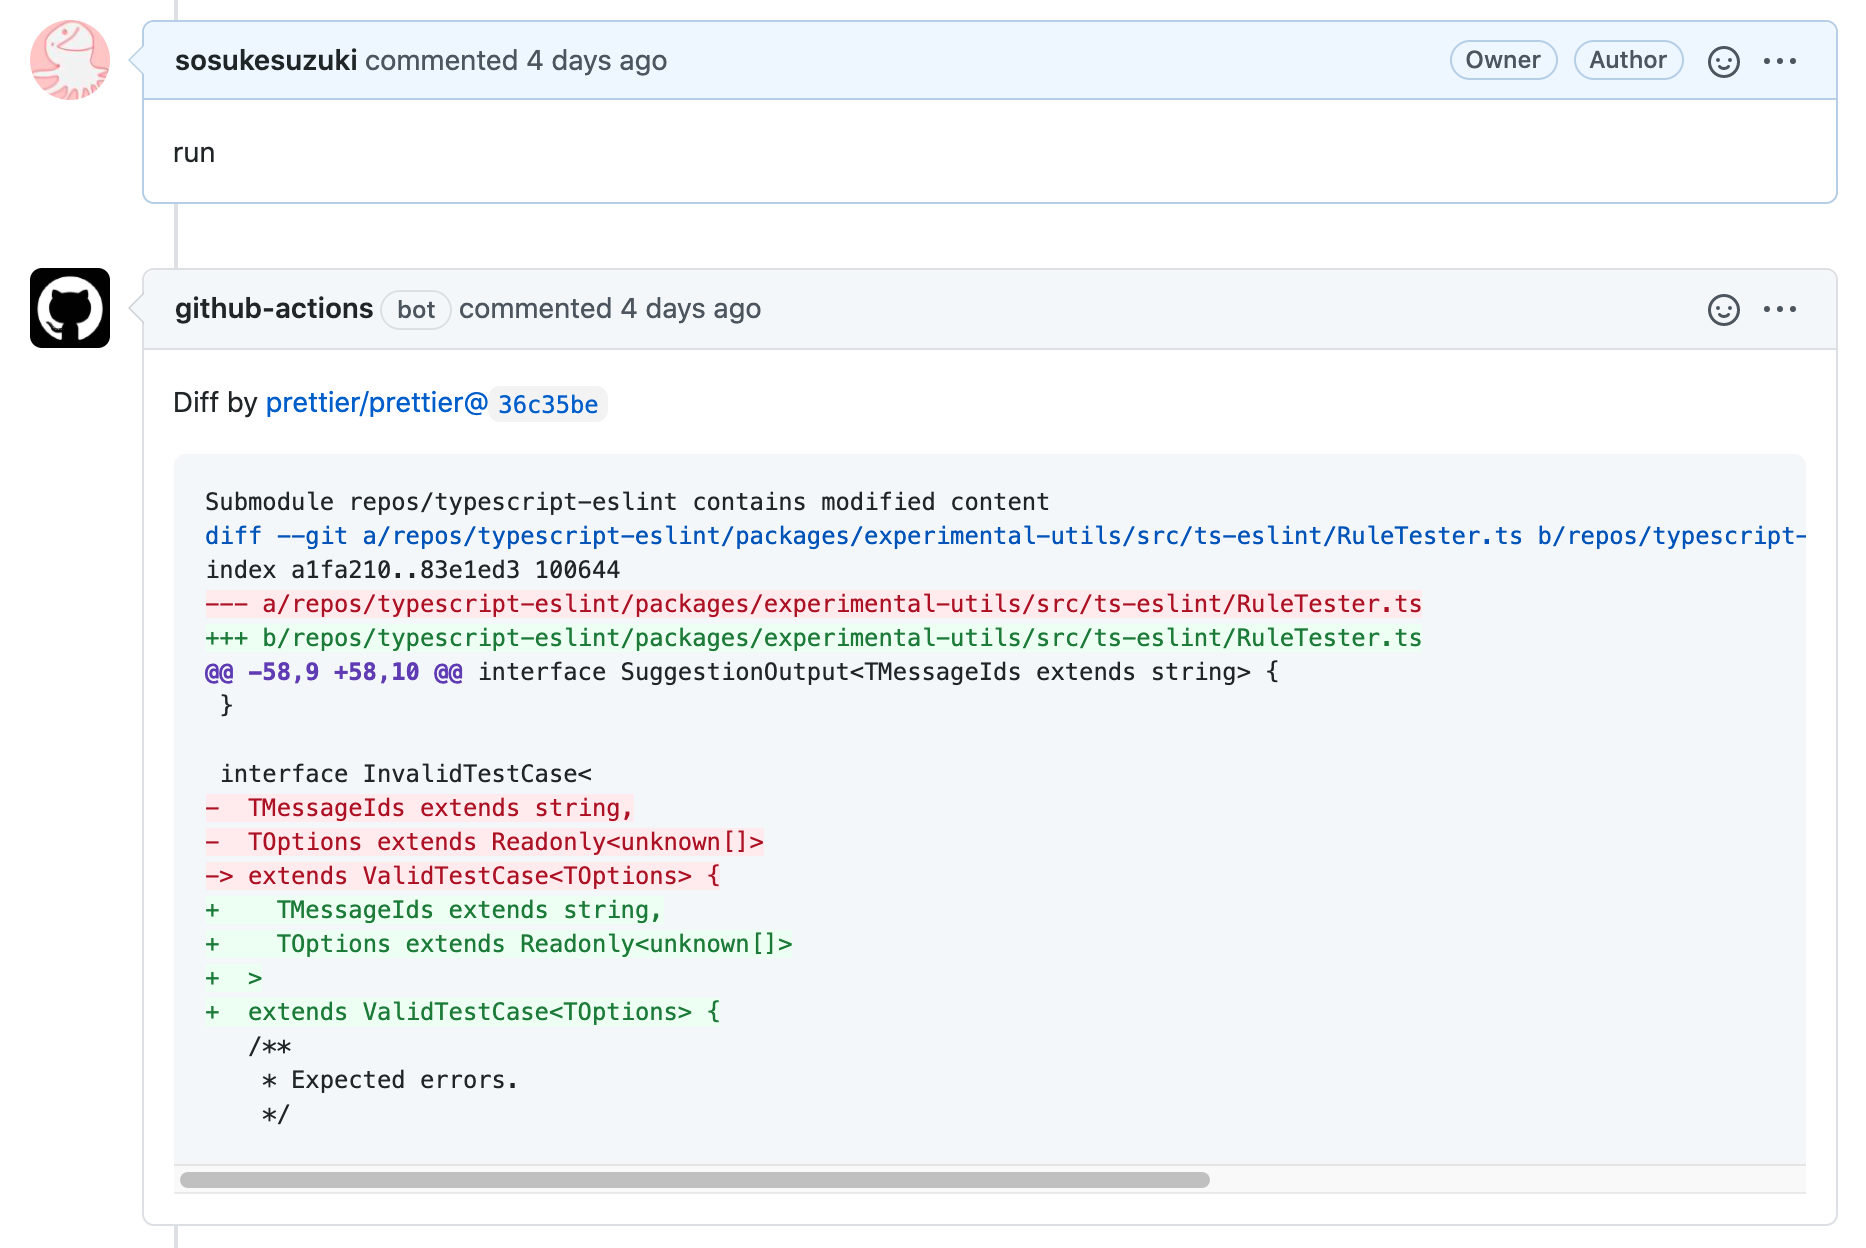 sosukesuzuki commented 4 days ago Owner Author
run
github-actions bot commented 4 days ago
Diff by prettier/prettier@ 36c35be
Submodule repos/typescript-eslint contains modified content
diff --git a/repos/typescript-eslint/packages/experimental-utils/src/ts-eslint/RuleTester.ts b/repos/typescript-
index a1fa210..83e1ed3 100644
--- a/repos/typescript-eslint/packages/experimental-utils/src/ts-eslint/RuleTester.ts
+++ b/repos/typescript-eslint/packages/experimental-utils/src/ts-eslint/RuleTester.ts
@@ -58,9 +58,10 @@ interface SuggestionOutput<TMessageIds extends string> {
 }
 interface InvalidTestCase<
-  TMessageIds extends string,
-  TOptions extends Readonly<unknown[]>
-> extends ValidTestCase<TOptions> {
+    TMessageIds extends string,
+    TOptions extends Readonly<unknown[]>
+  >
+  extends ValidTestCase<TOptions> {
   /**
    * Expected errors.
    */